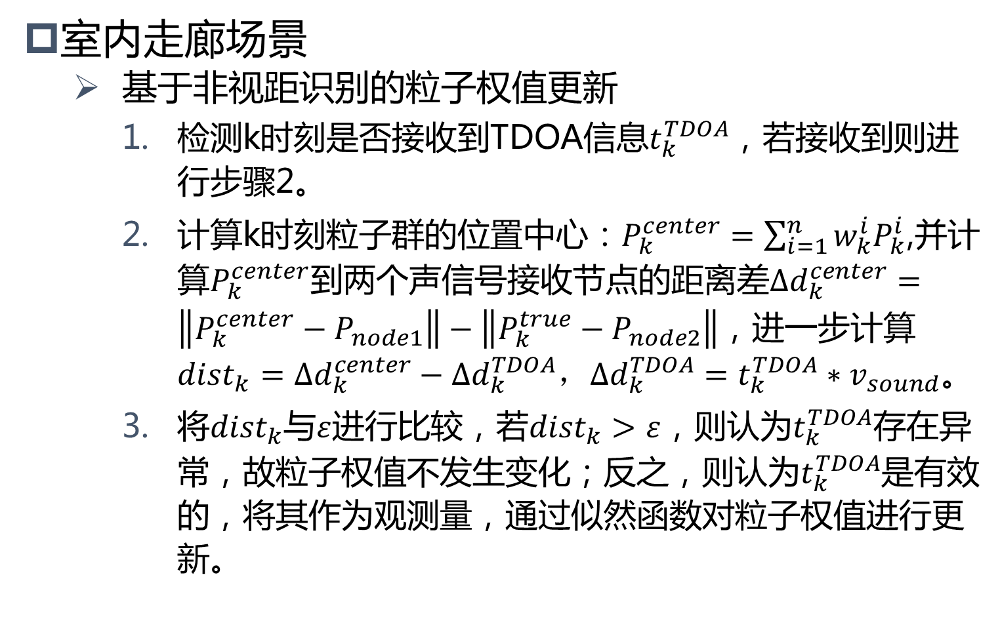 室内走廊场景
➢ 基于非视距识别的粒子权值更新
1. 检测k时刻是否接收到TDOA信息$t_k^{TDOA}$，若接收到则进
行步骤2。
2. 计算k时刻粒子群的位置中心：$P_k^{center} = \sum_{i=1}^{n} w_k^i P_k^i$,并计
算$P_k^{center}$到两个声信号接收节点的距离差$\Delta d_k^{center} =$
$\|P_k^{center} - P_{node1}\| - \|P_k^{true} - P_{node2}\|$，进一步计算
$dist_k = \Delta d_k^{center} - \Delta d_k^{TDOA}$，$\Delta d_k^{TDOA} = t_k^{TDOA} * v_{sound}$。
3. 将$dist_k$与$\varepsilon$进行比较，若$dist_k > \varepsilon$，则认为$t_k^{TDOA}$存在异
常，故粒子权值不发生变化；反之，则认为$t_k^{TDOA}$是有效
的，将其作为观测量，通过似然函数对粒子权值进行更
新。